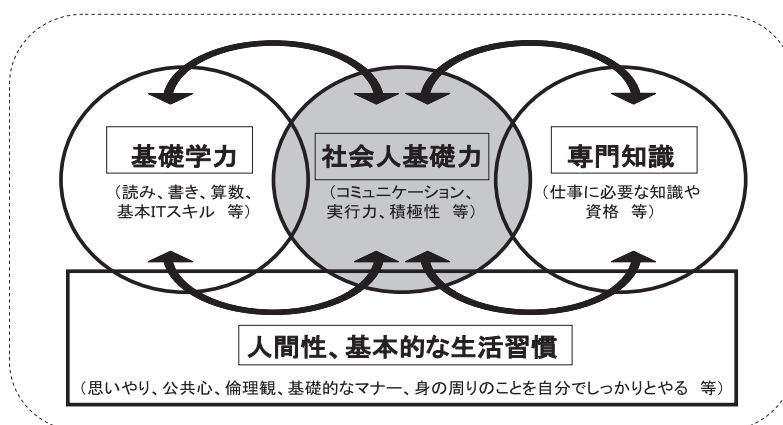 基礎学力
(読み、書き、算数、
基本ITスキル 等)
社会人基礎力
(コミュニケーション、
実行力、積極性 等)
専門知識
(仕事に必要な知識や
資格 等)
人間性、基本的な生活習慣
(思いやり、公共心、倫理観、基礎的なマナー、身の周りのことを自分でしっかりとやる 等)